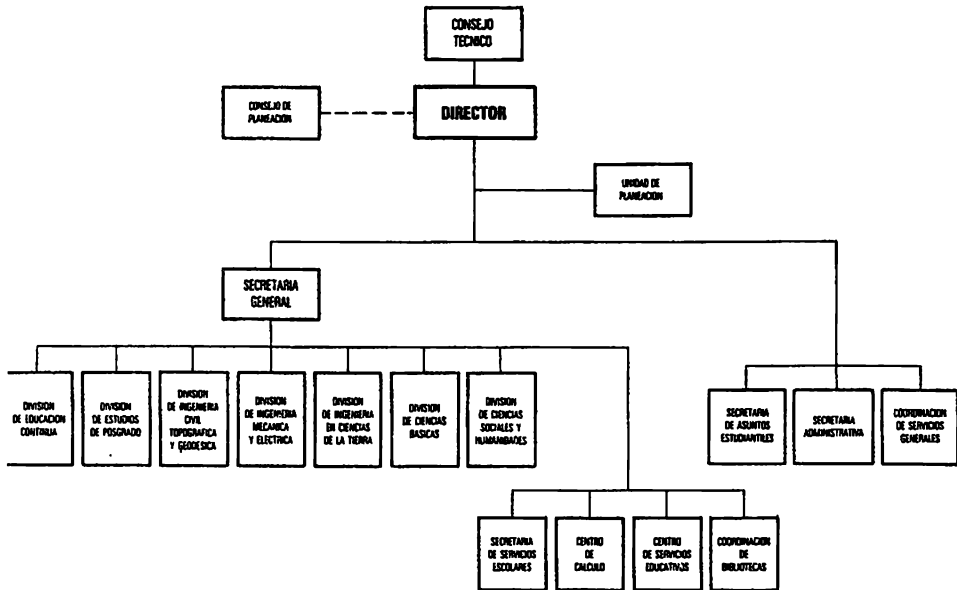 CONSEJO
TECNICO
CONSEJO DE
PLANEACION
DIRECTOR
UNIDAD DE
PLANEACION
SECRETARIA
GENERAL
DIVISION
DE EDUCACION
CONTINUA
DIVISION
DE ESTUDIOS
DE POSGRADO
DIVISION
DE INGENIERIA
CIVIL
TOPOGRAFICA
Y GEODESICA
DIVISION
DE INGENIERIA
MECANICA
Y ELECTRICA
DIVISION
DE INGENIERIA
EN CIENCIAS
DE LA TIERRA
DIVISION
DE CIENCIAS
BASICAS
DIVISION
DE CIENCIAS
SOCIALES Y
HUMANIDADES
SECRETARIA
DE ASUNTOS
ESTUDIANTILES
SECRETARIA
ADMINISTRATIVA
COORDINACION
DE SERVICIOS
GENERALES
SECRETARIA
DE SERVICIOS
ESCOLARES
CENTRO
DE
CALCULO
CENTRO
DE SERVICIOS
EDUCATIVOS
COORDINACION
DE
BIBLIOTECAS